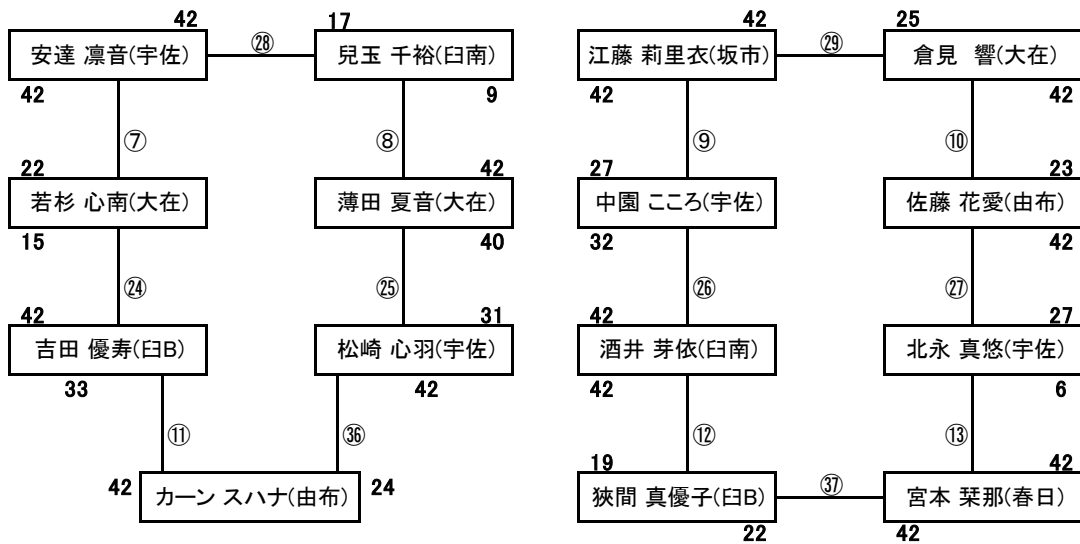 42 17 42 25
安達 凛音(宇佐) ㉘ 兒玉 千裕(臼南) 江藤 莉里衣(坂市) ㉙ 倉見 響(大在)
42 9 42 42
⑦ ⑧ ⑨ ⑩
22 42 27 23
若杉 心南(大在) 薄田 夏音(大在) 中園 こころ(宇佐) 佐藤 花愛(由布)
15 40 32 42
㉔ ㉕ ㉖ ㉗
42 31 42 27
吉田 優寿(臼B) 松崎 心羽(宇佐) 酒井 芽依(臼南) 北永 真悠(宇佐)
33 42 42 6
⑪ ㊱ ⑫ ⑬
19 42
42 カーン スハナ(由布) 24 狹間 真優子(臼B) ㊲ 宮本 栞那(春日)
22 42